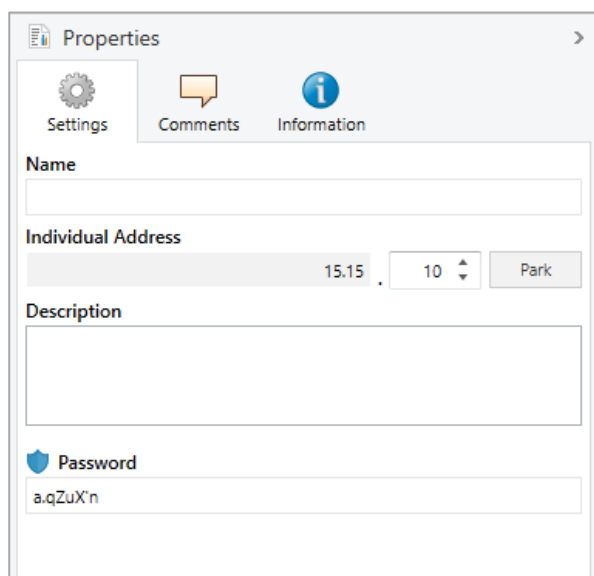 Properties
Settings Comments Information
Name
Individual Address
15.15 . 10 Park
Description
Password
a.qZuX`n